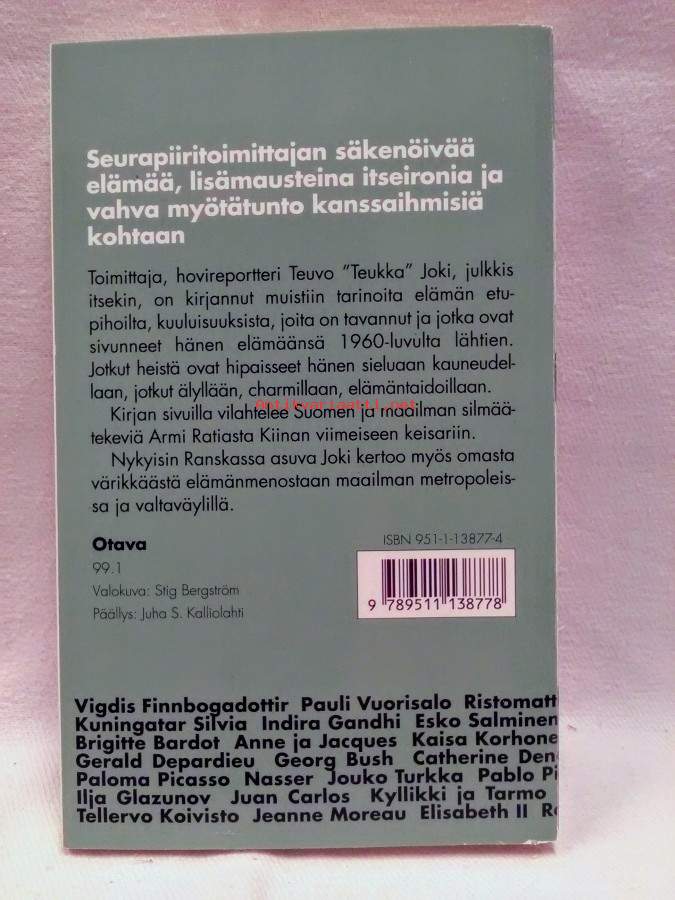 Seurapiiritoimittajan säkenöivää
elämää, lisämausteina itseironia ja
vahva myötätunto kanssaihmisiä
kohtaan
Toimittaja, hovireportteri Teuvo ”Teukka” Joki, julkkis
itsekin, on kirjannut muistiin tarinoita elämän etu-
pihoilta, kuuluisuuksista, joita on tavannut ja jotka ovat
sivunneet hänen elämäänsä 1960-luvulta lähtien.
Jotkut heistä ovat hipaisseet hänen sieluaan kauneudel-
laan, jotkut älyllään, charmillaan, elämäntaidoillaan.
Antikvariaatti.net
Kirjan sivuilla vilahtelee Suomen ja maailman silmää-
tekeviä Armi Ratiasta Kiinan viimeiseen keisariin.
Nykyisin Ranskassa asuva Joki kertoo myös omasta
värikkäästä elämänmenostaan maailman metropoleis-
sa ja valtaväylillä.
Otava
99.1
Valokuva: Stig Bergström
Päällys: Juha S. Kalliolahti
ISBN 951-1-13877-4
9 789511 138778
Vigdis Finnbogadottir Pauli Vuorisalo Ristomatt
Kuningatar Silvia Indira Gandhi Esko Salminen
Brigitte Bardot Anne ja Jacques Kaisa Korhone
Gerald Depardieu Georg Bush Catherine Den
Paloma Picasso Nasser Jouko Turkka Pablo Pi
Ilja Glazunov Juan Carlos Kyllikki ja Tarmo
Tellervo Koivisto Jeanne Moreau Elisabeth II Ro